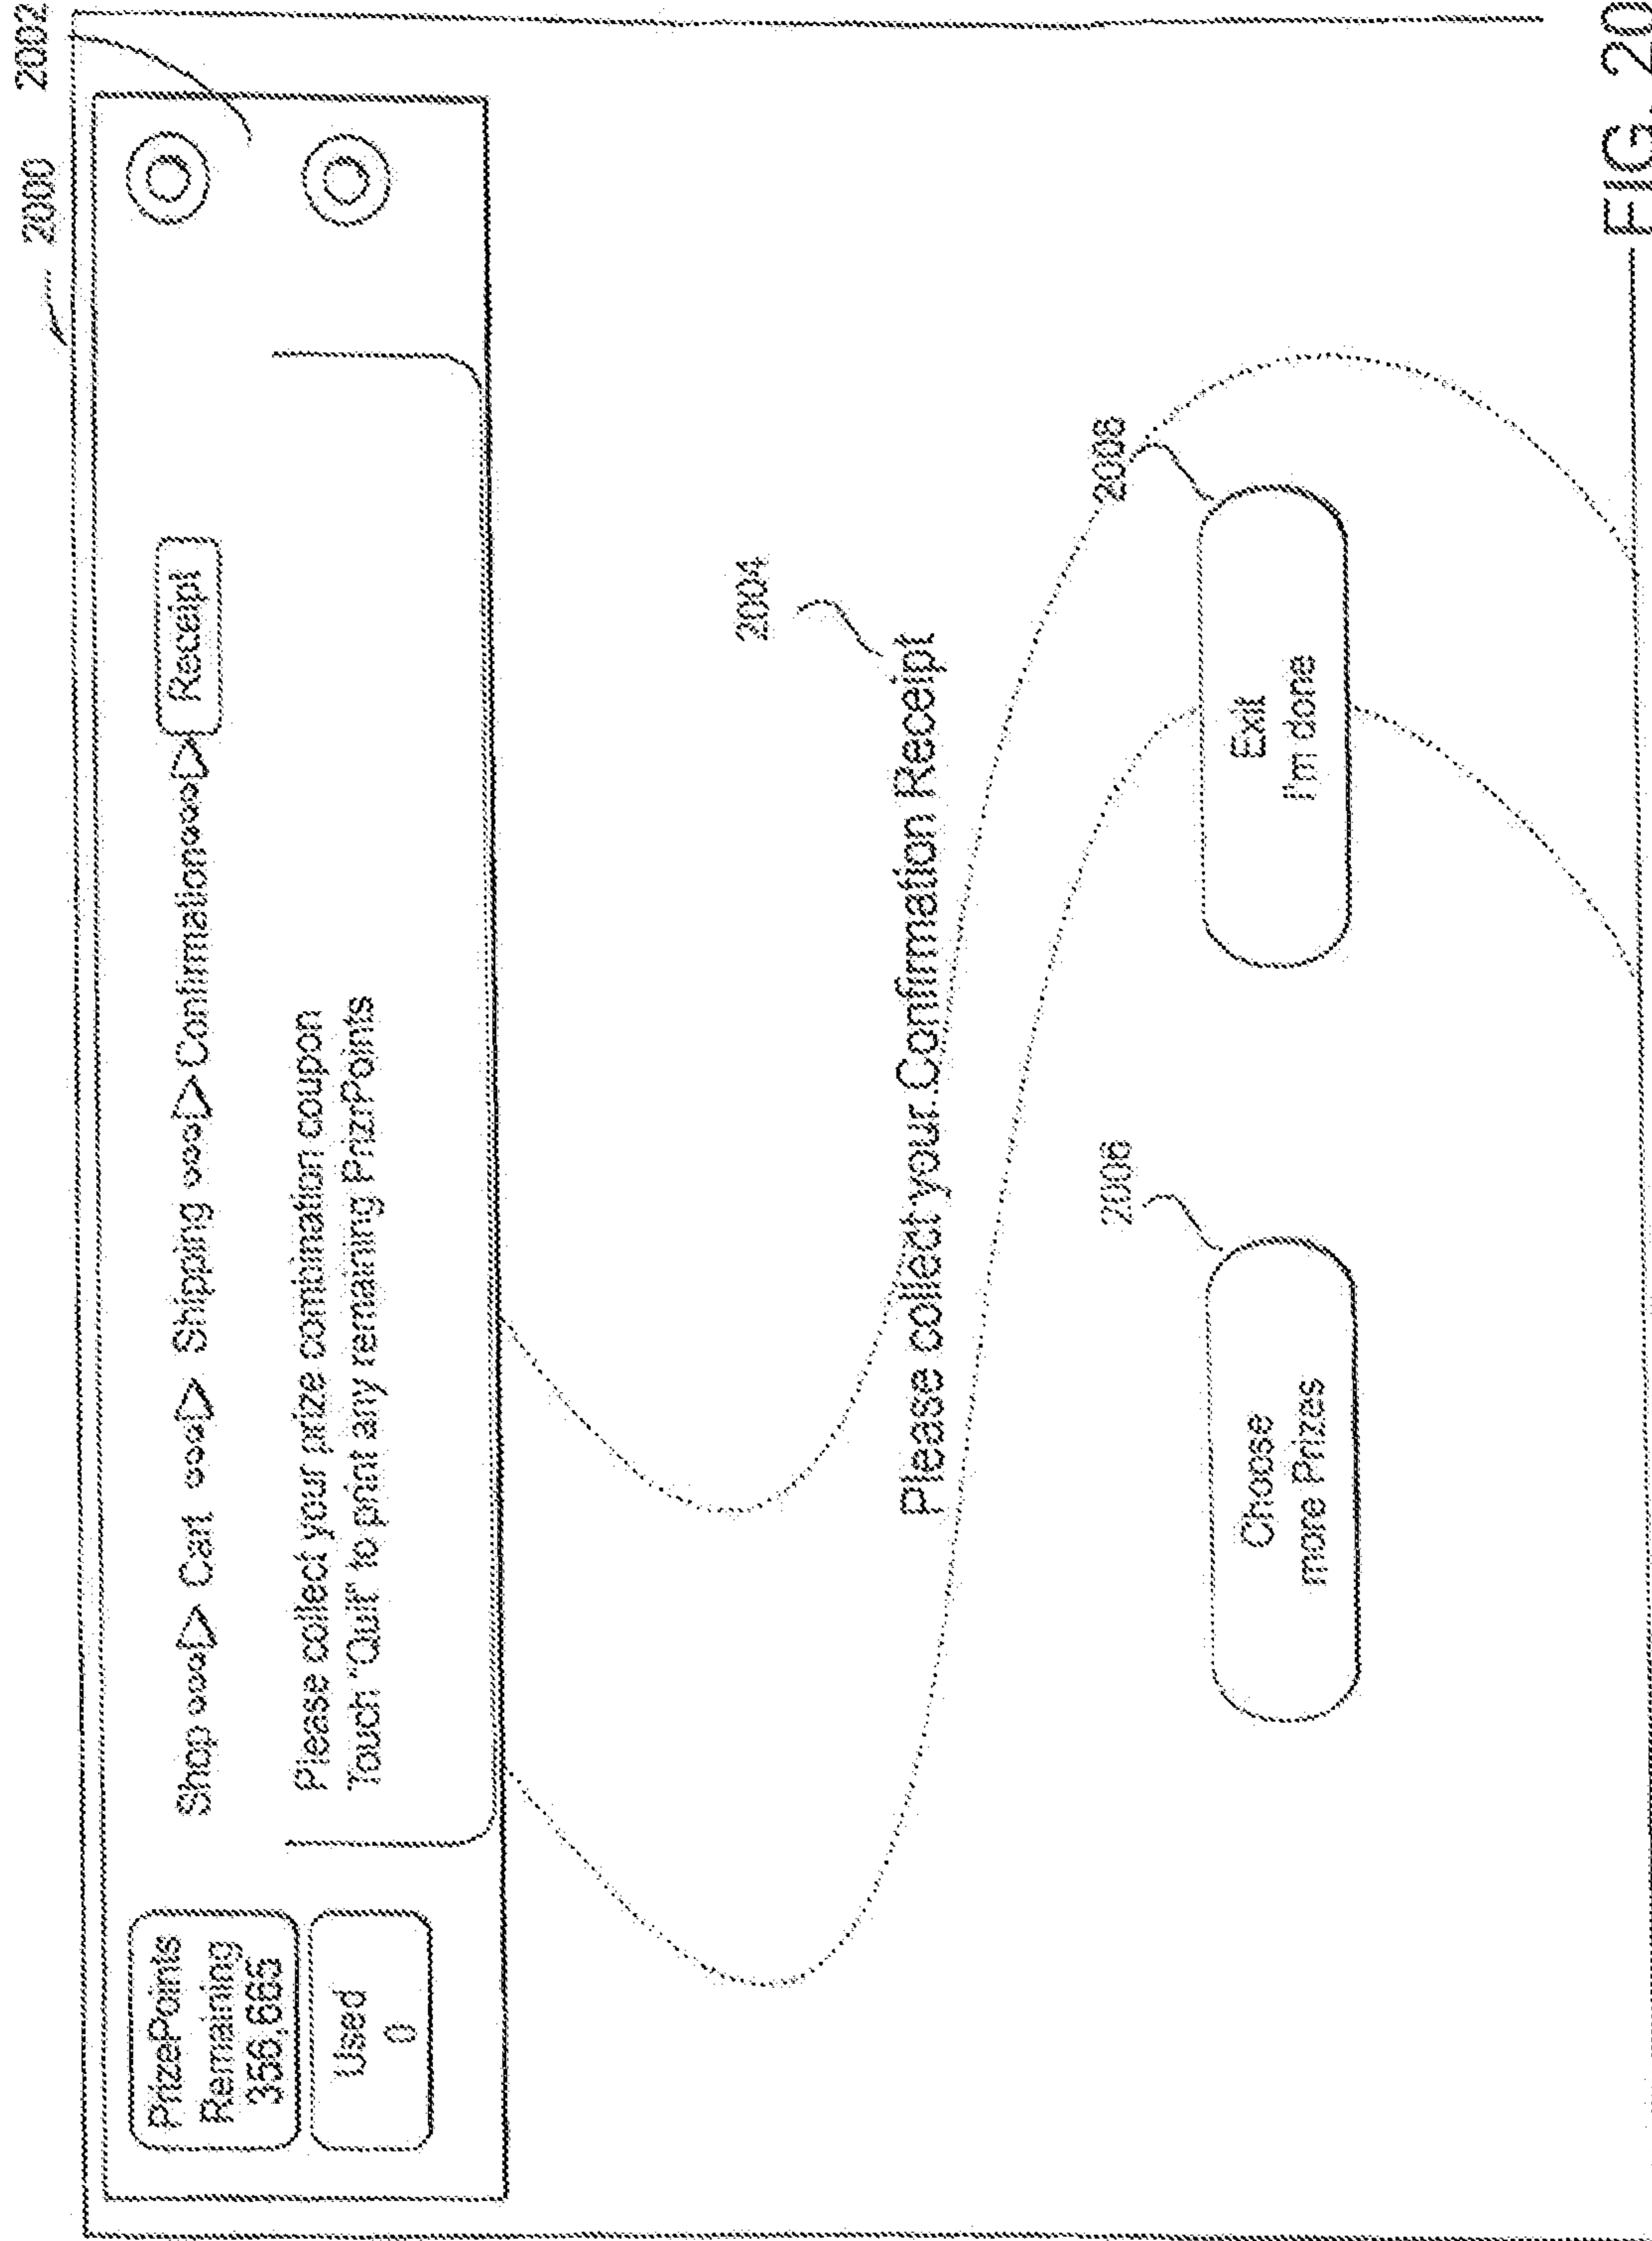 2000
2002
PrizePoints
Remaining
356,665
Used
0
Shop Cart Shipping Confirmation Receipt
Please collect your prize combination coupon
Touch "Quit" to print any remaining PrizrPoints
2004
Please collect your Confirmation Receipt
2006
Choose
more Prizes
2008
Exit
I'm done
FIG. 20